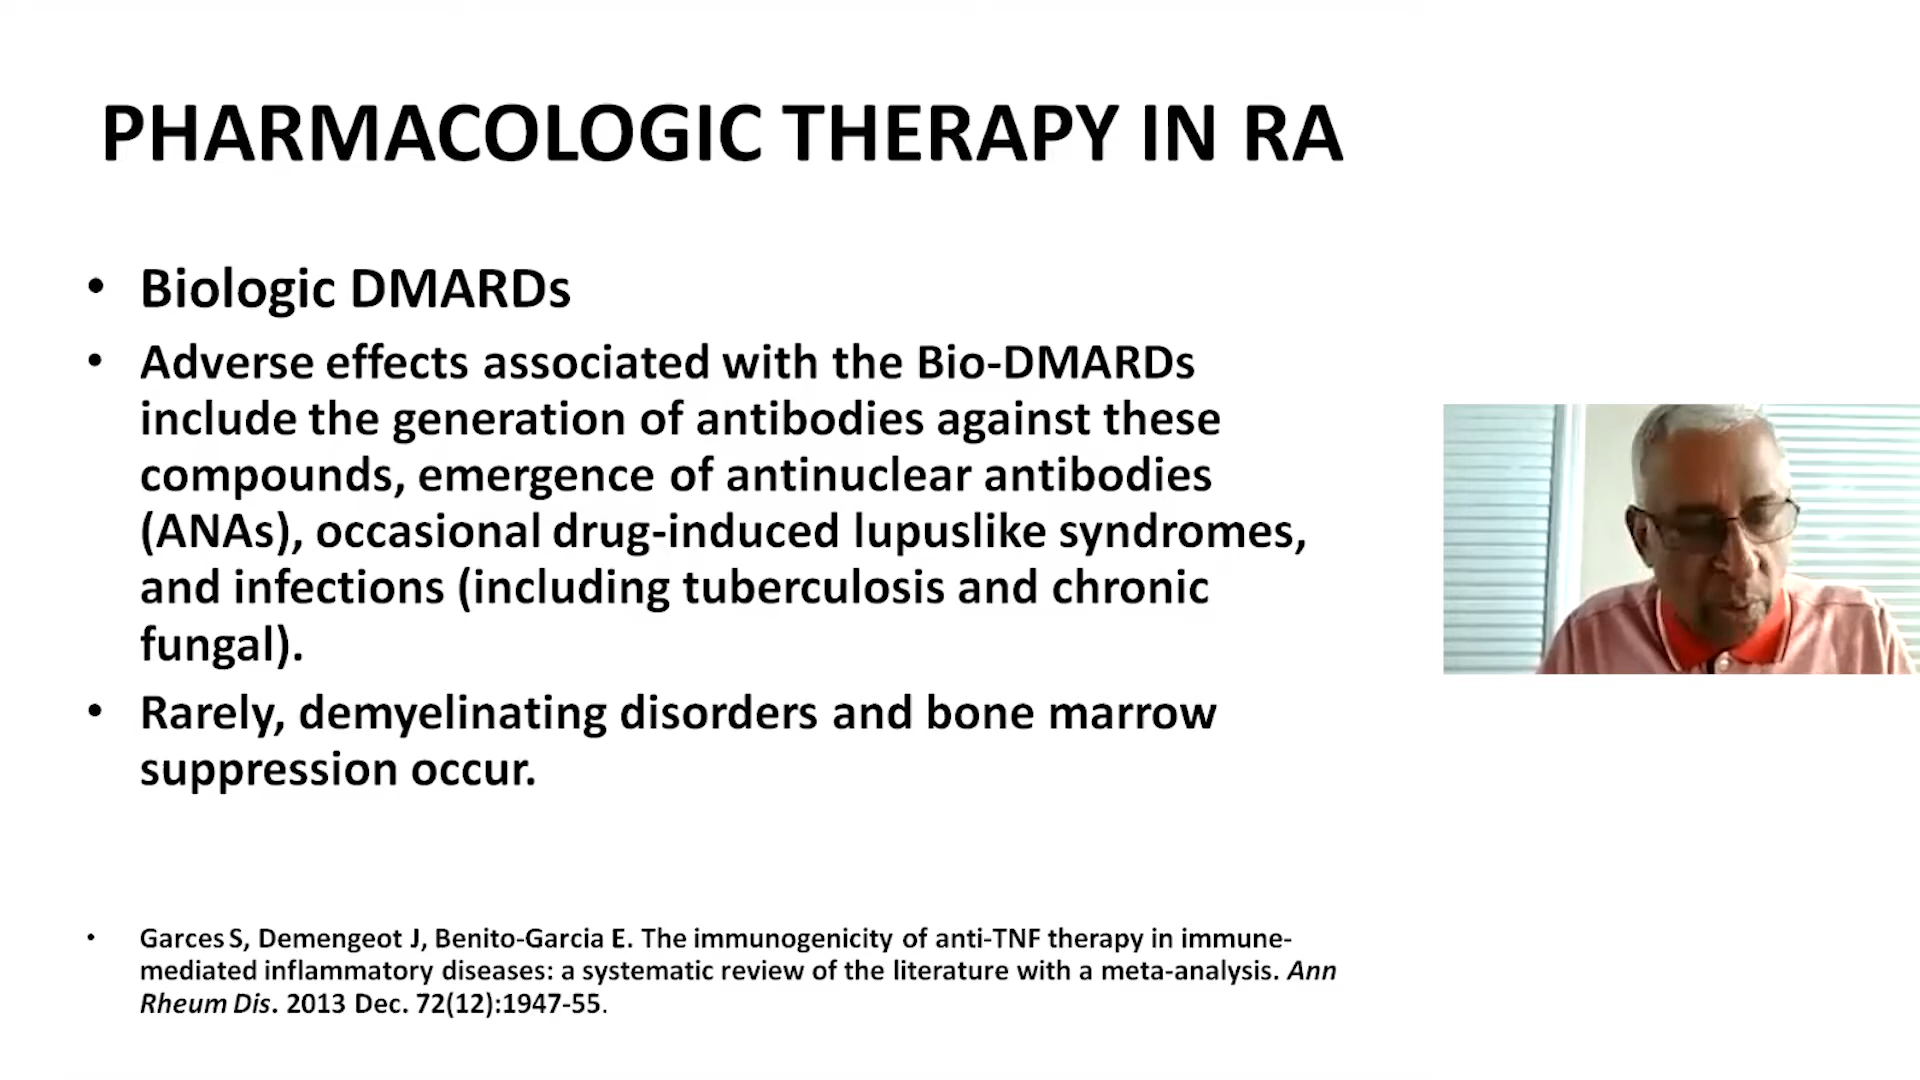 PHARMACOLOGIC THERAPY IN RA
• Biologic DMARDs
• Adverse effects associated with the Bio-DMARDs
include the generation of antibodies against these
compounds, emergence of antinuclear antibodies
(ANAs), occasional drug-induced lupuslike syndromes,
and infections (including tuberculosis and chronic
fungal).
• Rarely, demyelinating disorders and bone marrow
suppression occur.
• Garces S, Demengeot J, Benito-Garcia E. The immunogenicity of anti-TNF therapy in immune-
mediated inflammatory diseases: a systematic review of the literature with a meta-analysis. Ann
Rheum Dis. 2013 Dec. 72(12):1947-55.